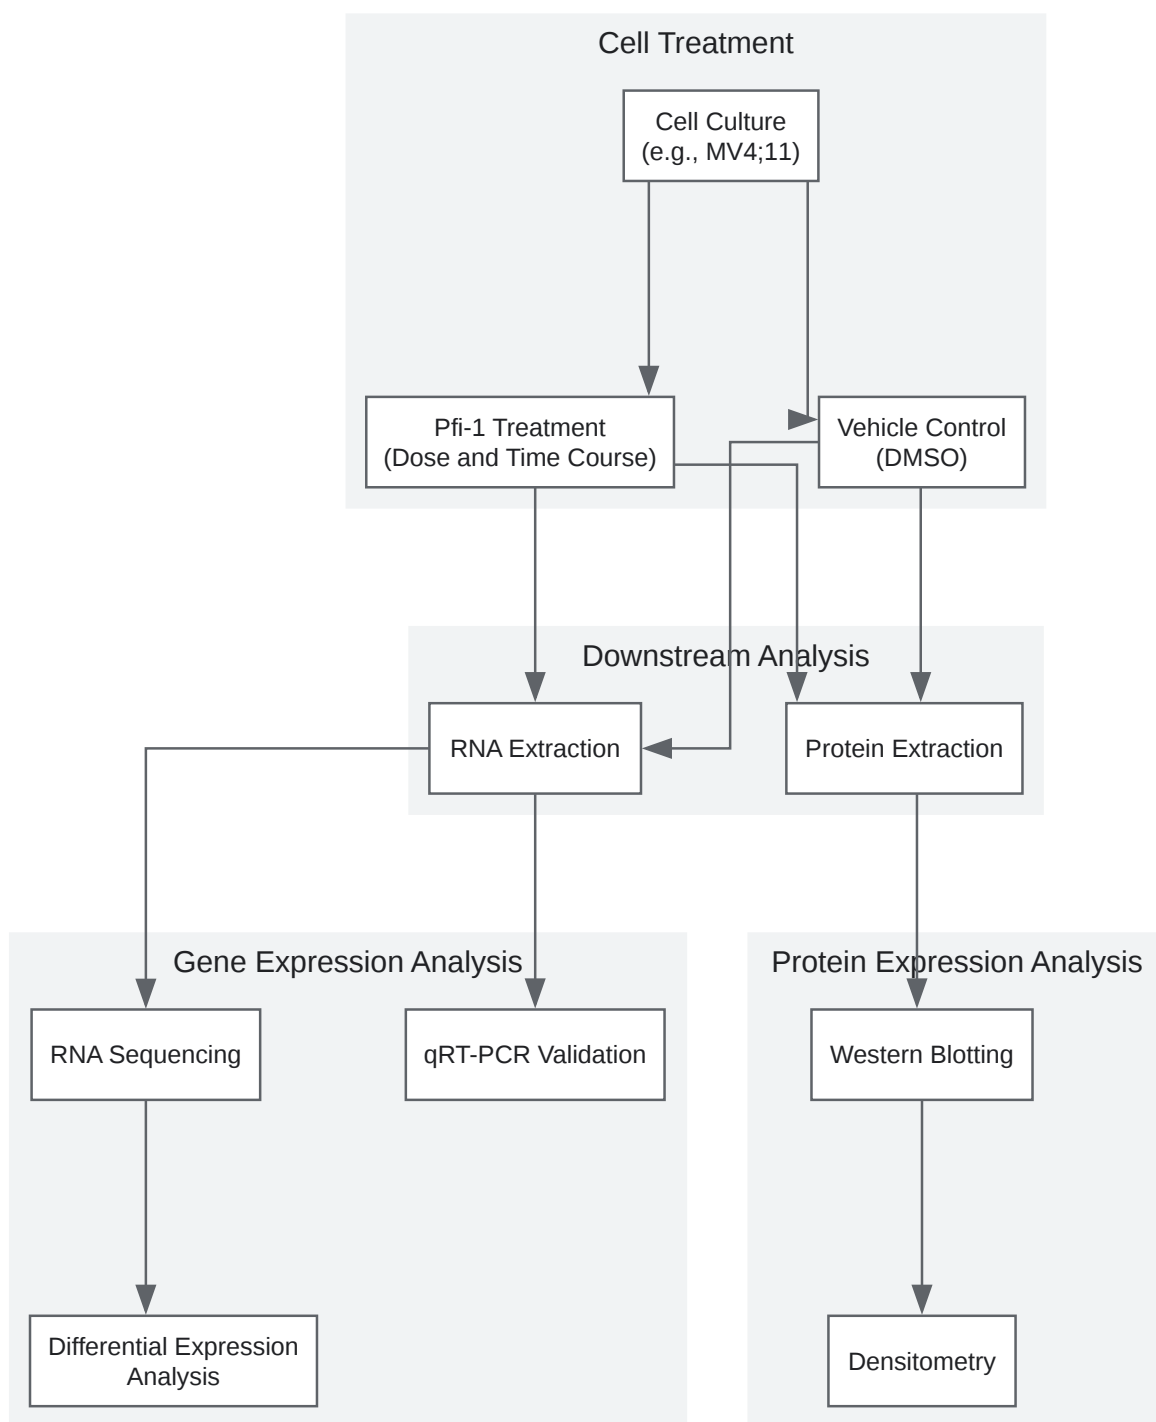 Cell Treatment
Cell Culture
(e.g., MV4;11)
Pfi-1 Treatment
(Dose and Time Course)
Vehicle Control
(DMSO)
Downstream Analysis
RNA Extraction
Protein Extraction
Gene Expression Analysis
Protein Expression Analysis
RNA Sequencing
qRT-PCR Validation
Western Blotting
Differential Expression
Analysis
Densitometry